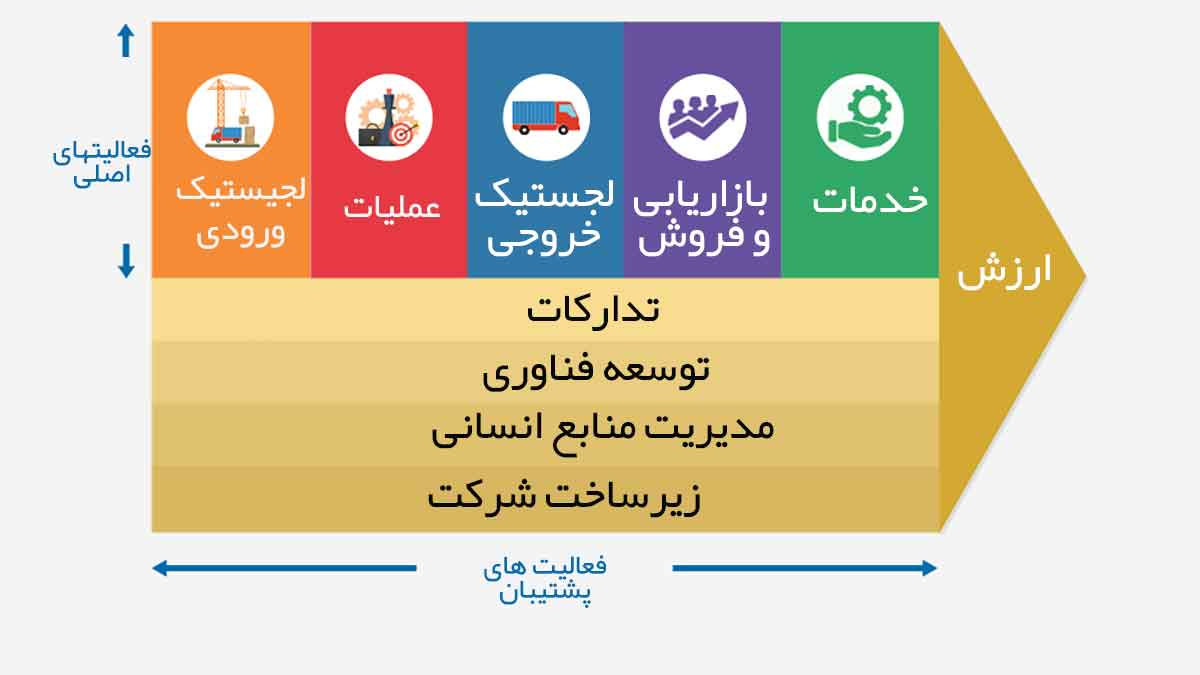 فعالیتهای
اصلی
لجیستیک
ورودی
عملیات
لجستیک
خروجی
بازاریابی
و فروش
خدمات
ارزش
تدارکات
توسعه فناوری
مدیریت منابع انسانی
زیرساخت شرکت
فعالیت های
پشتیبان